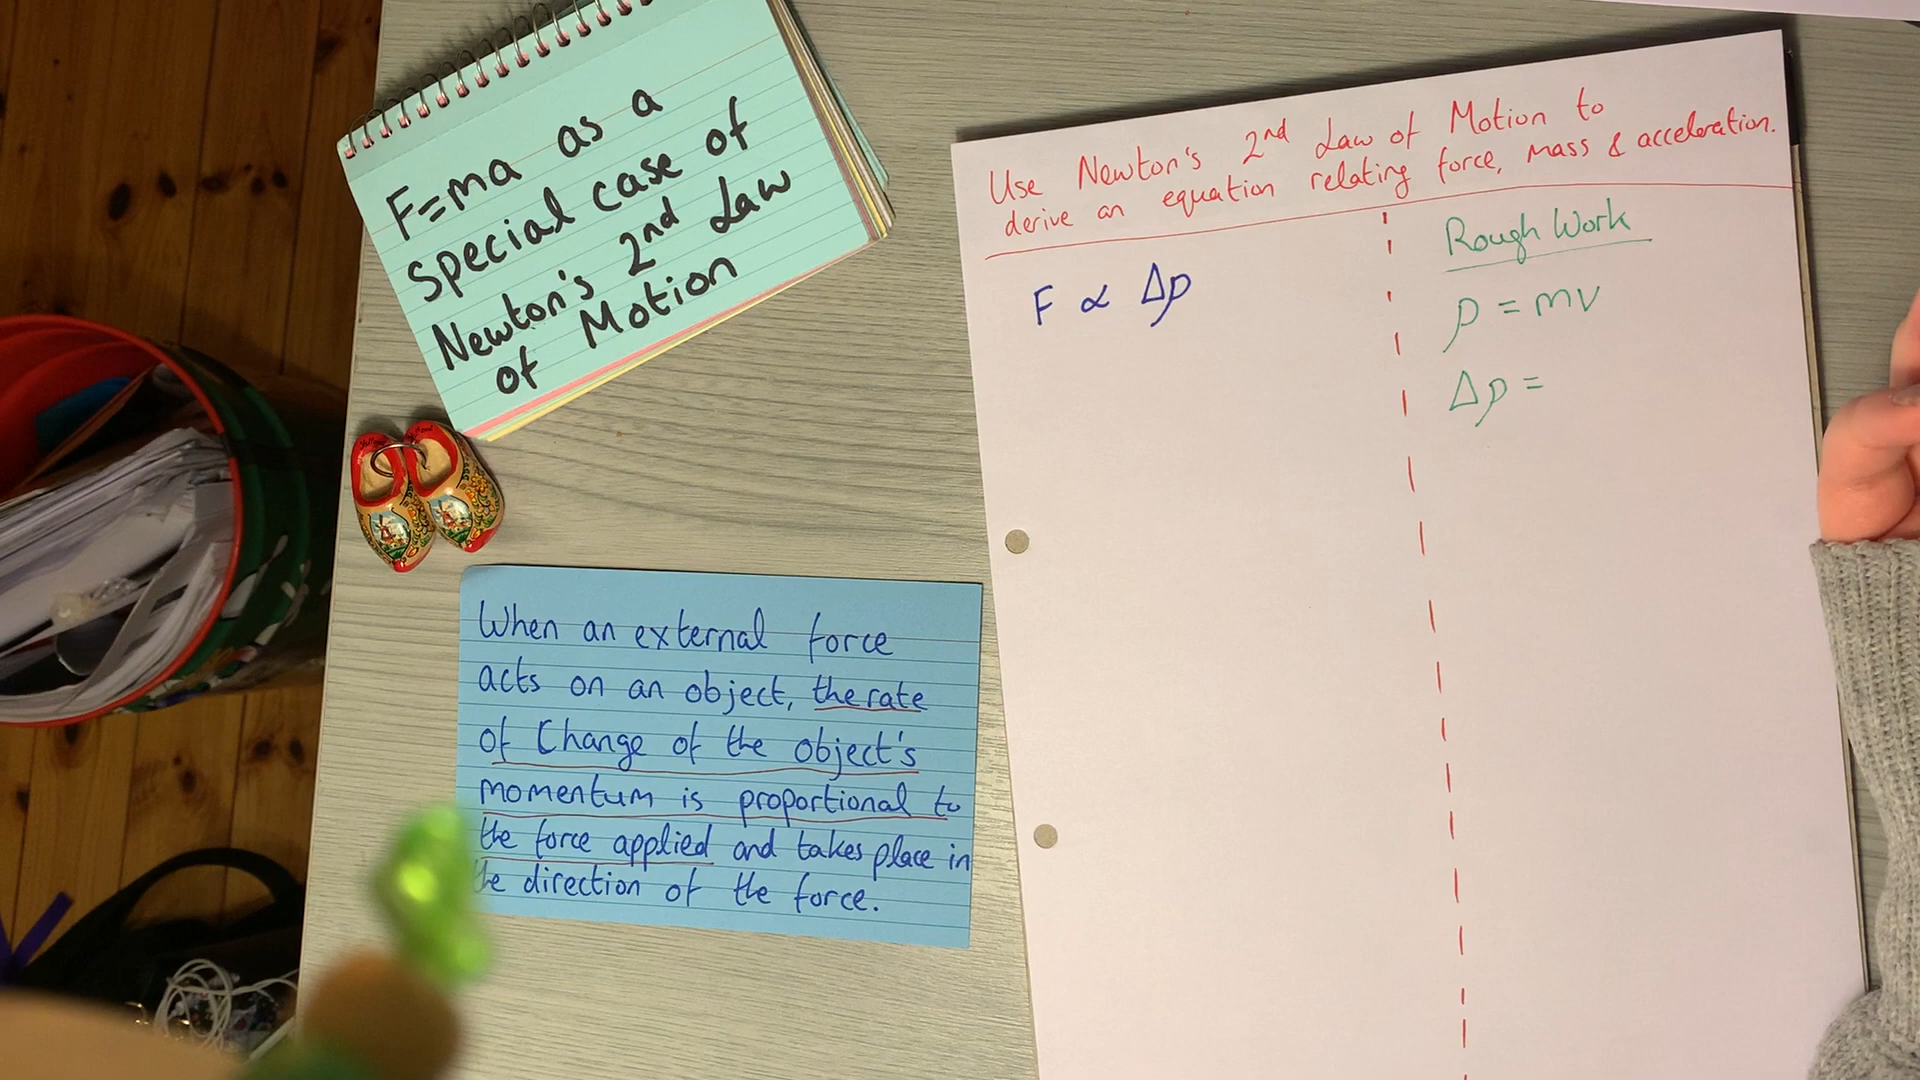 F=ma as a
special case of
Newton's 2nd Law
of Motion
When an external force
acts on an object, the rate
of Change of the object's
momentum is proportional to
the force applied and takes place in
the direction of the force.
Use Newton's 2nd Law of Motion to
derive an equation relating force, mass & acceleration.
F ∝ Δp
Rough Work
p = mv
Δp =